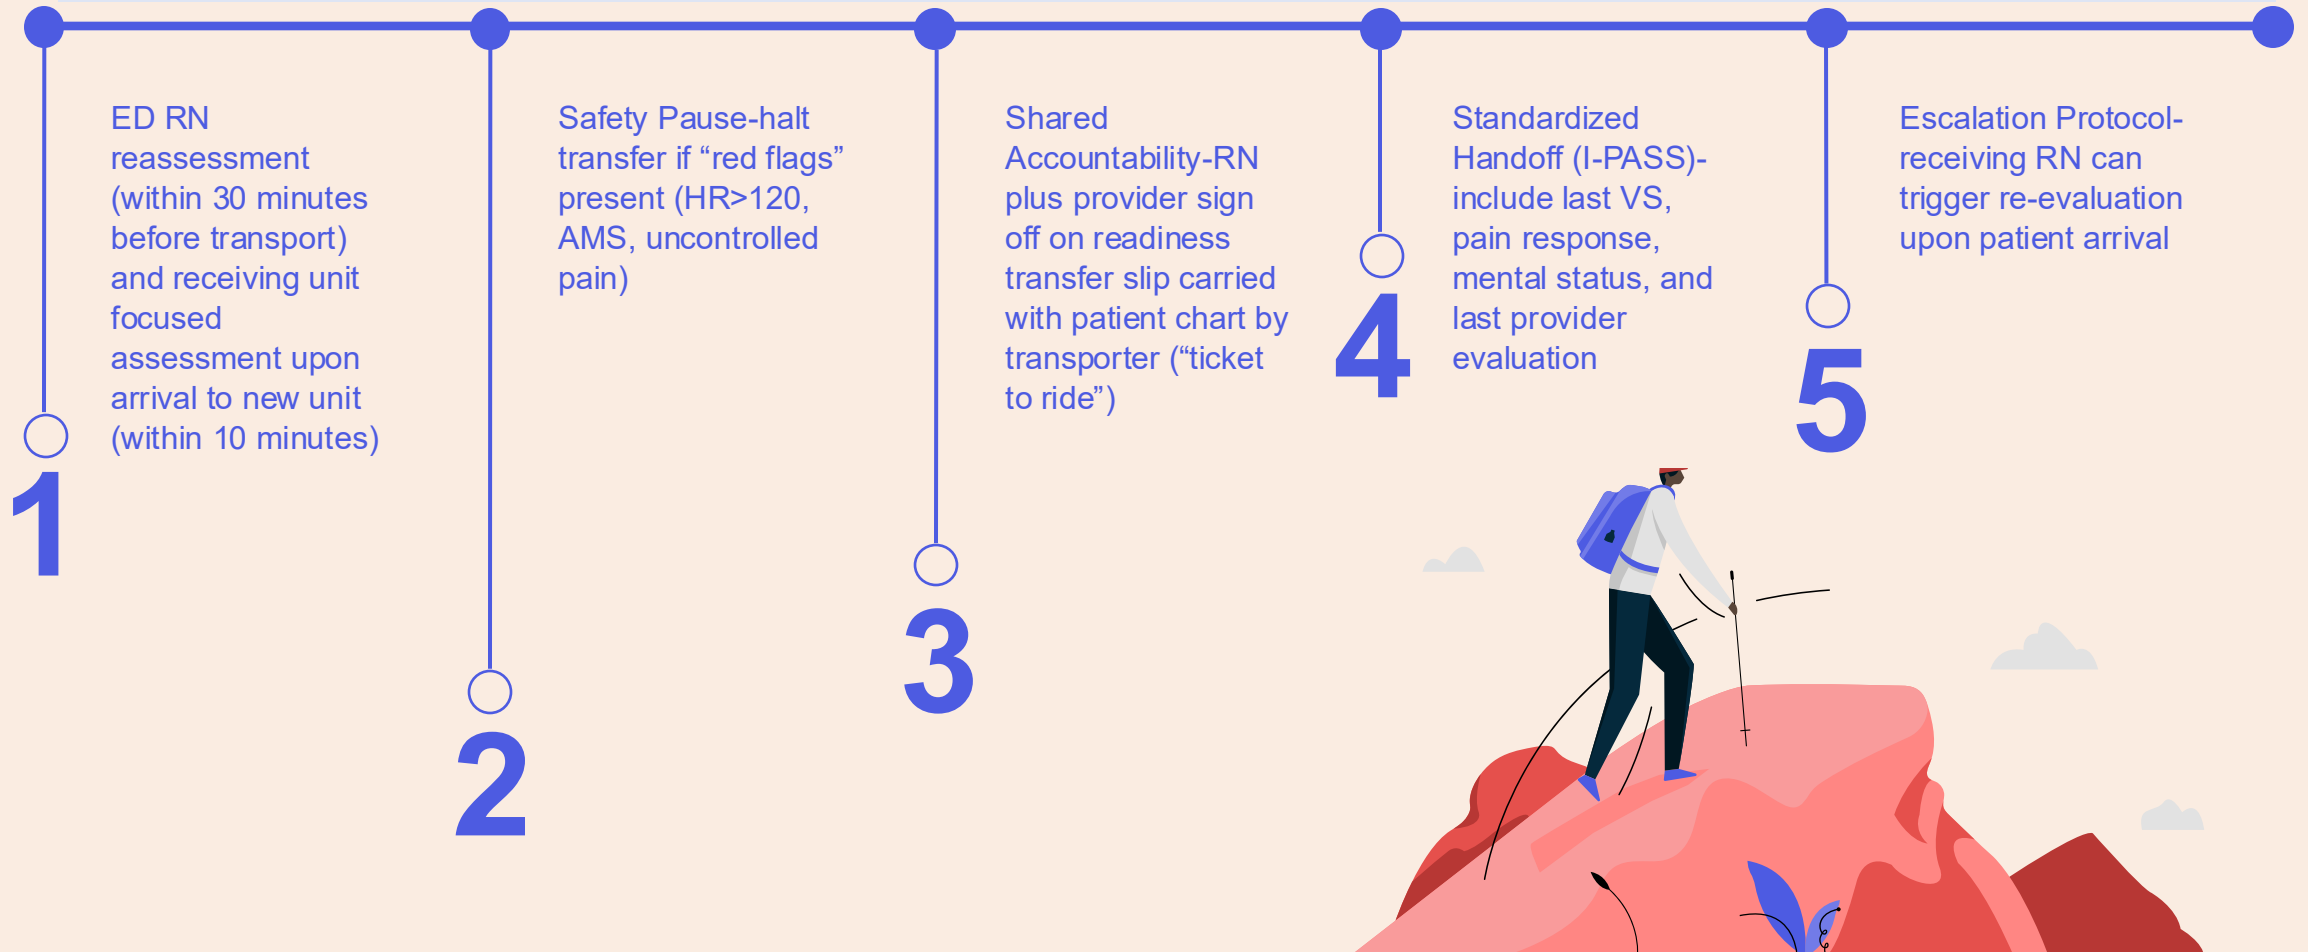 ED RN
reassessment
(within 30 minutes
before transport)
and receiving unit
focused
assessment upon
arrival to new unit
(within 10 minutes)
1
Safety Pause-halt
transfer if “red flags”
present (HR>120,
AMS, uncontrolled
pain)
2
Shared
Accountability-RN
plus provider sign
off on readiness
transfer slip carried
with patient chart by
transporter (“ticket
to ride”)
3
Standardized
Handoff (I-PASS)-
include last VS,
pain response,
mental status, and
last provider
evaluation
4
Escalation Protocol-
receiving RN can
trigger re-evaluation
upon patient arrival
5